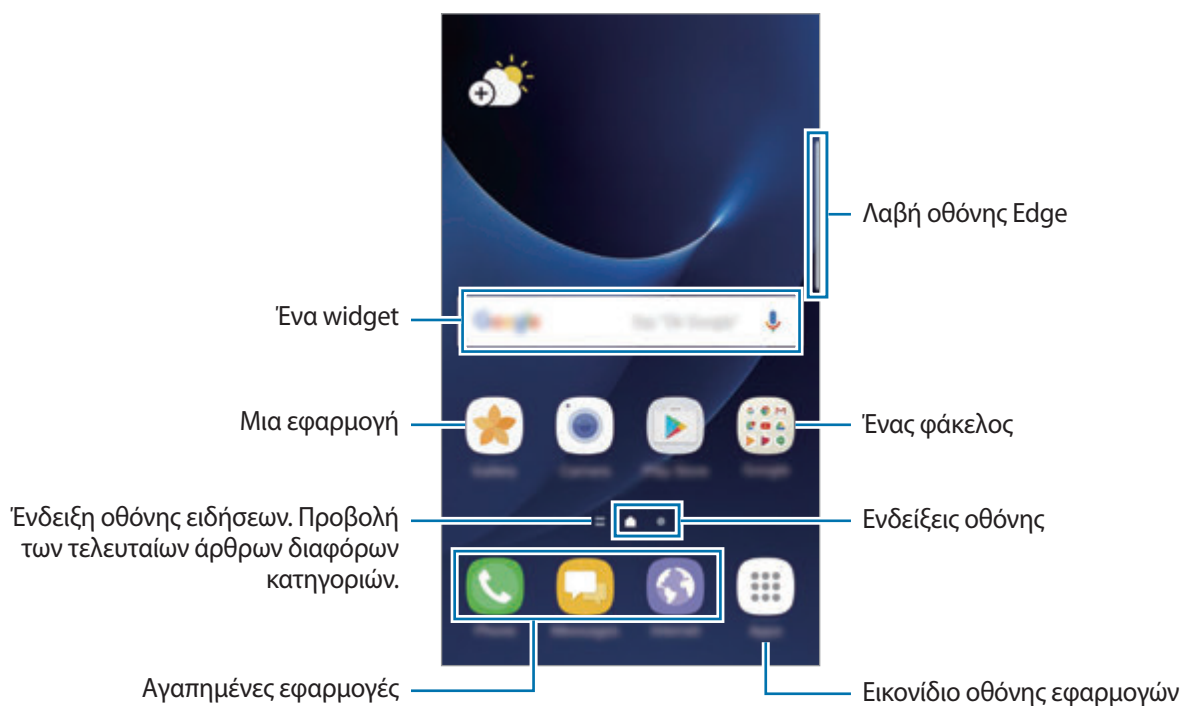 Λαβή οθόνης Edge
Ένα widget
Μια εφαρμογή
Ένας φάκελος
Ένδειξη οθόνης ειδήσεων. Προβολή
των τελευταίων άρθρων διαφόρων
κατηγοριών.
Ενδείξεις οθόνης
Αγαπημένες εφαρμογές
Εικονίδιο οθόνης εφαρμογών